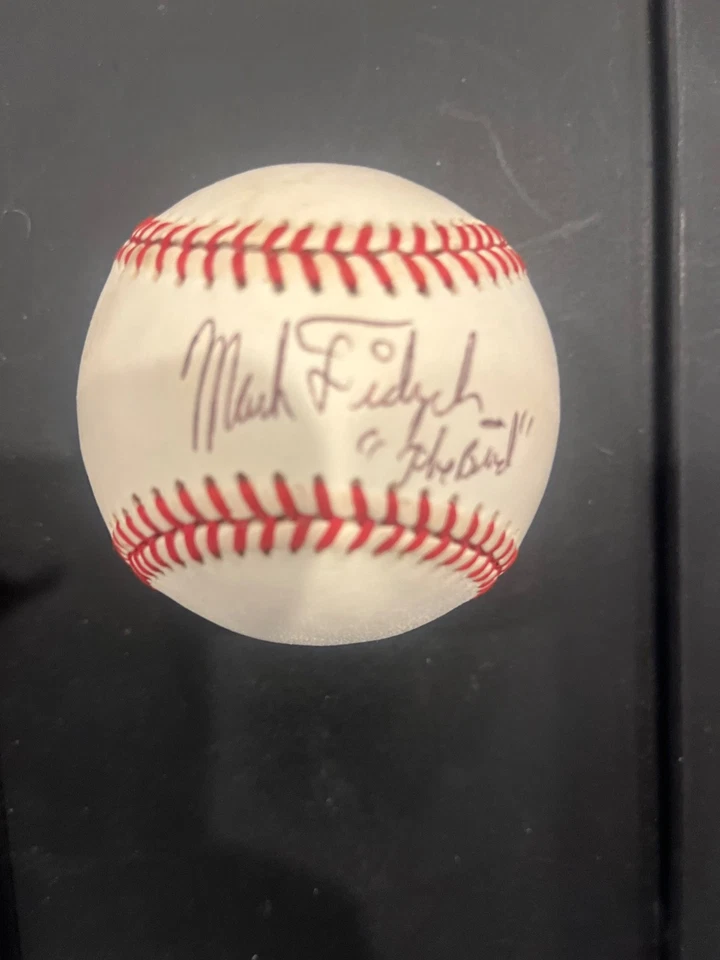 Mark Fidrych
"The Bird"